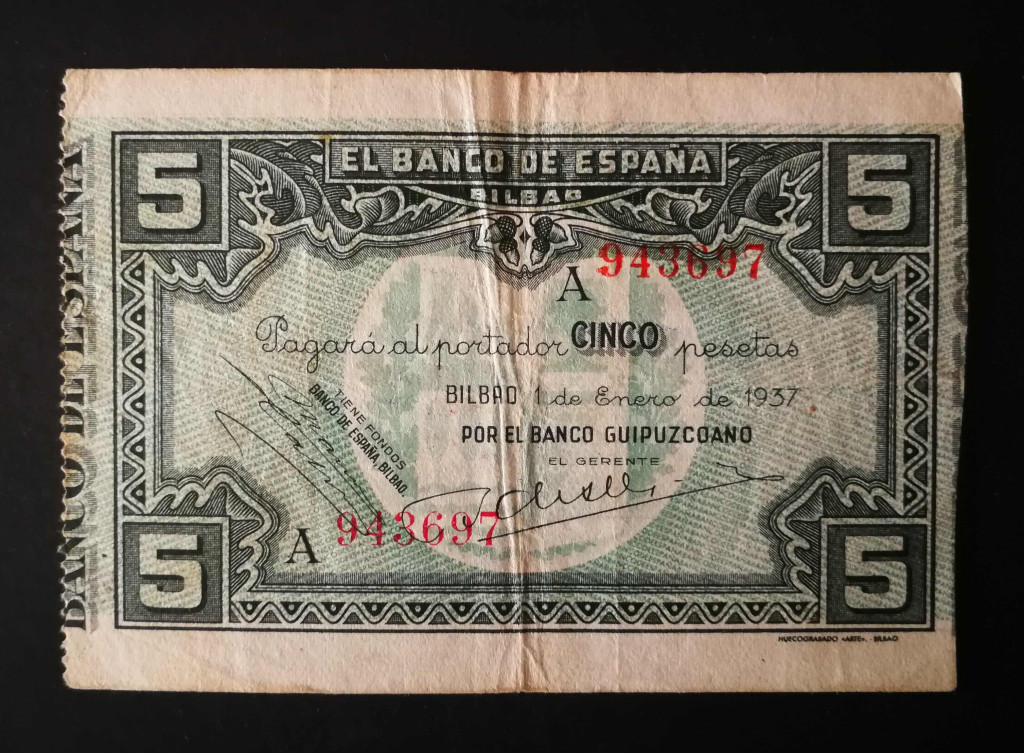 BANCO DE ESPAÑA
5 EL BANCO DE ESPAÑA 5
BILBAO
A 943697
Pagará al portador CINCO pesetas
BILBAO 1 de Enero de 1937
POR EL BANCO GUIPUZCOANO
EL GERENTE
TIENE FONDOS
BANCO DE ESPAÑA, BILBAO.
A 943697
5 5
HUECOGRABADO «ARTE». - BILBAO